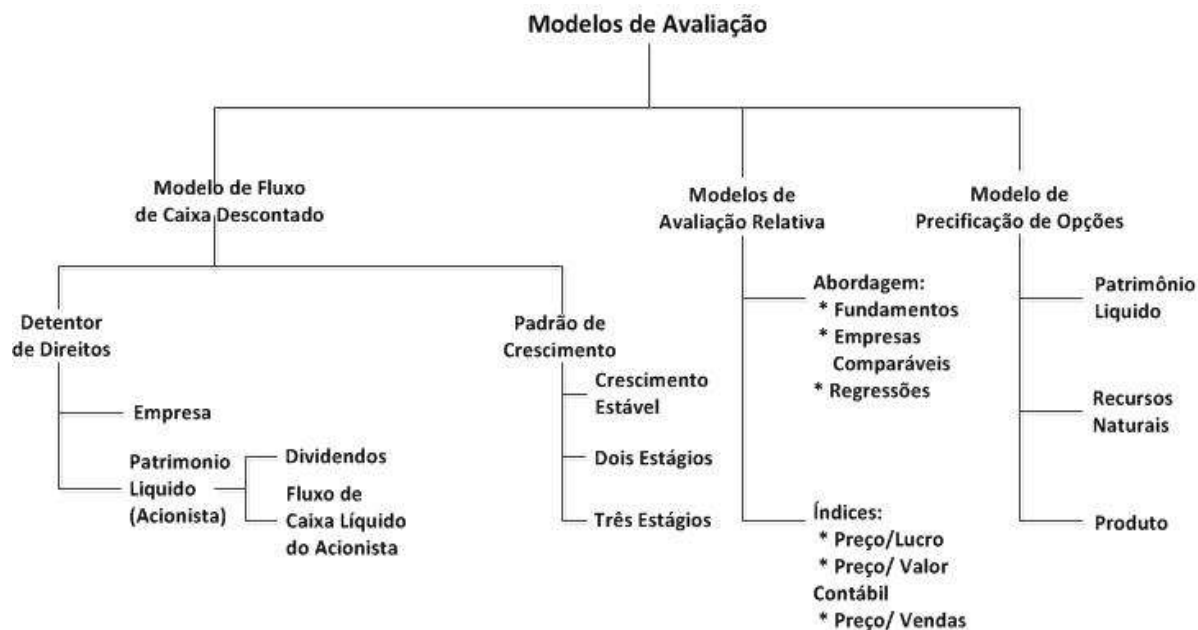 Modelos de Avaliação
Modelo de Fluxo
de Caixa Descontado
Detentor
de Direitos
Empresa
Patrimonio
Liquido
(Acionista)
Dividendos
Fluxo de
Caixa Líquido
do Acionista
Padrão de
Crescimento
Crescimento
Estável
Dois Estágios
Três Estágios
Modelos de
Avaliação Relativa
Abordagem:
* Fundamentos
* Empresas
Comparáveis
* Regressões
Índices:
* Preço/Lucro
* Preço/ Valor
Contábil
* Preço/ Vendas
Modelo de
Precificação de Opções
Patrimônio
Liquido
Recursos
Naturais
Produto